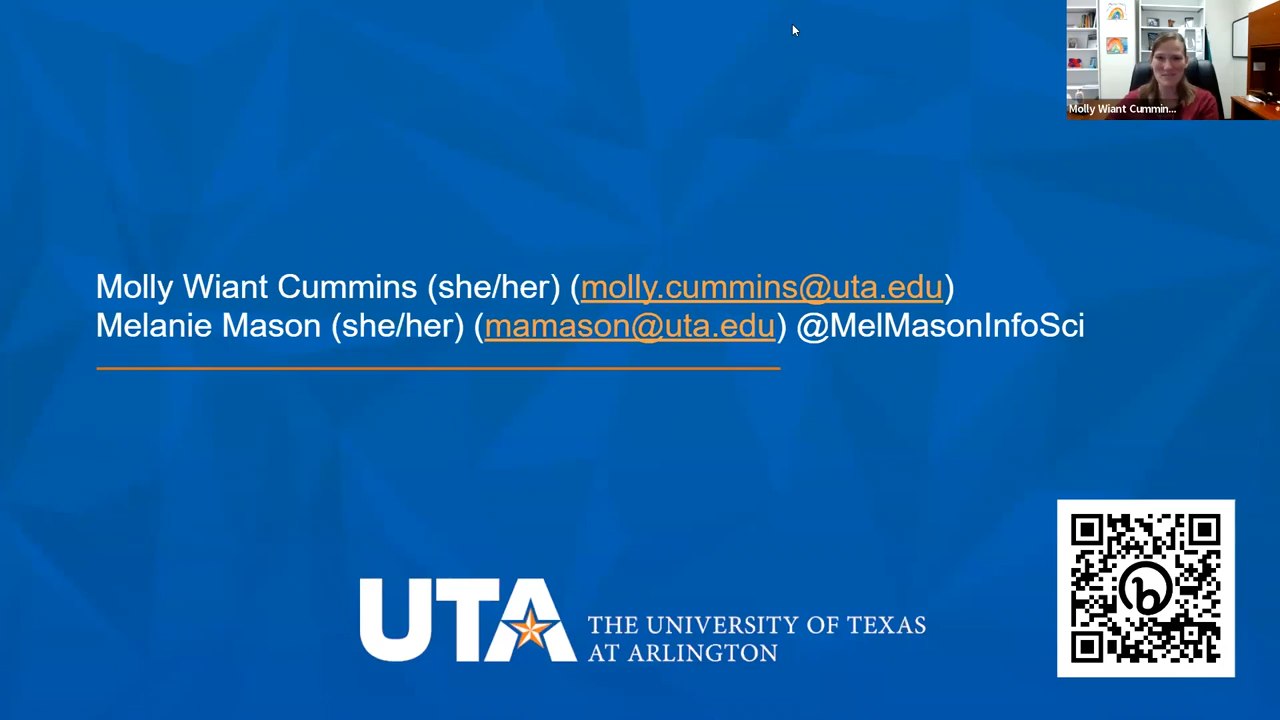 Molly Wiant Cummin...
Molly Wiant Cummins (she/her) (molly.cummins@uta.edu)
Melanie Mason (she/her) (mamason@uta.edu) @MelMasonInfoSci
UTA THE UNIVERSITY OF TEXAS
AT ARLINGTON
b